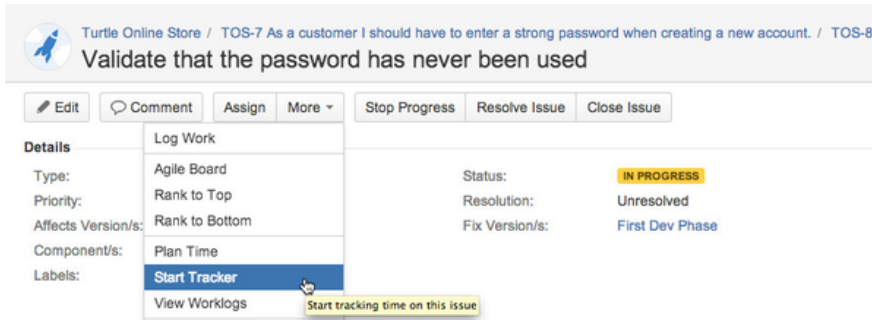 Turtle Online Store / TOS-7 As a customer I should have to enter a strong password when creating a new account. / TOS-8
Validate that the password has never been used
Edit Comment Assign More Stop Progress Resolve Issue Close Issue
Details
Log Work
Type:
Agile Board
Status:
IN PROGRESS
Priority:
Rank to Top
Resolution:
Unresolved
Affects Version/s:
Rank to Bottom
Fix Version/s:
First Dev Phase
Component/s:
Plan Time
Labels:
Start Tracker
View Worklogs
Start tracking time on this issue